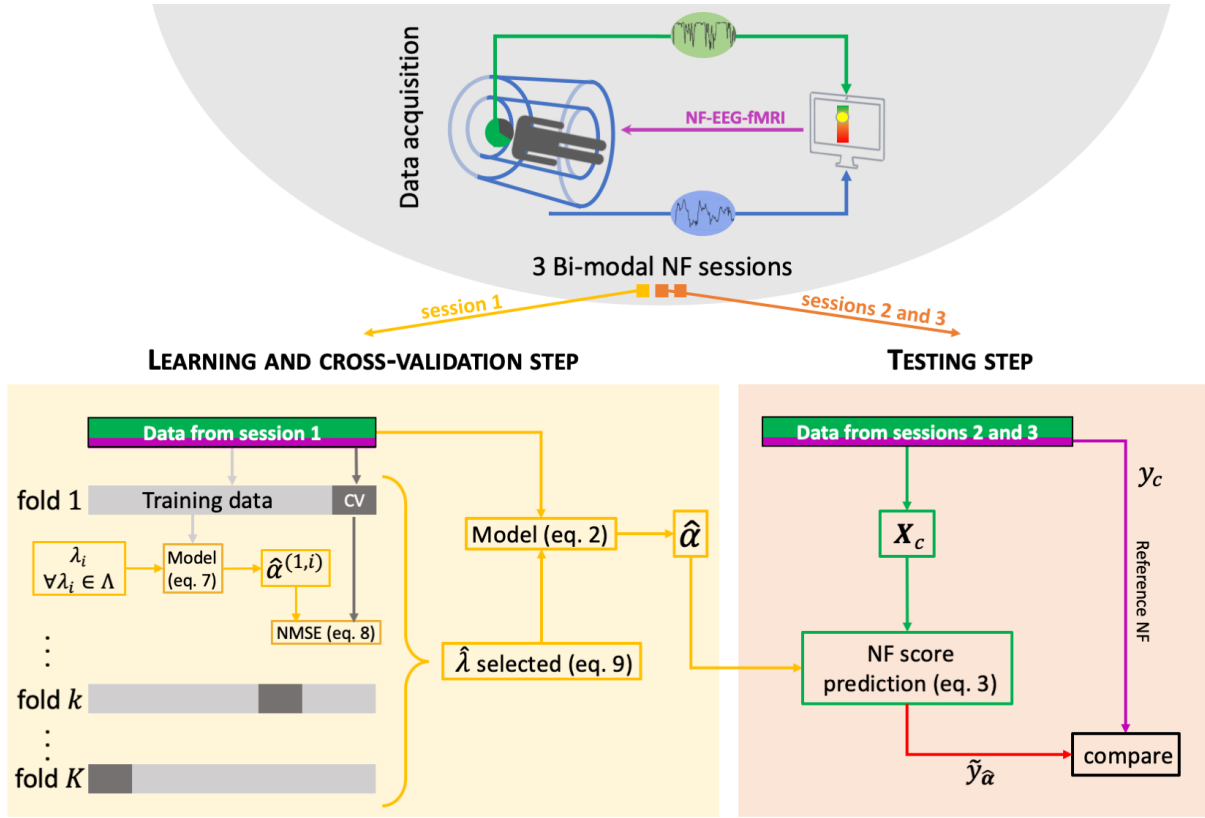 Data acquisition
NF-EEG-fMRI
3 Bi-modal NF sessions
session 1
sessions 2 and 3
LEARNING AND CROSS-VALIDATION STEP
TESTING STEP
Data from session 1
fold 1
Training data
CV
λᵢ
∀λᵢ ∈ Λ
Model
(eq. 7)
α̂⁽¹,ⁱ⁾
NMSE (eq. 8)
⋮
fold k
⋮
fold K
Model (eq. 2)
α̂
λ̂ selected (eq. 9)
Data from sessions 2 and 3
y_c
X_c
Reference NF
NF score
prediction (eq. 3)
ỹ_α̂
compare